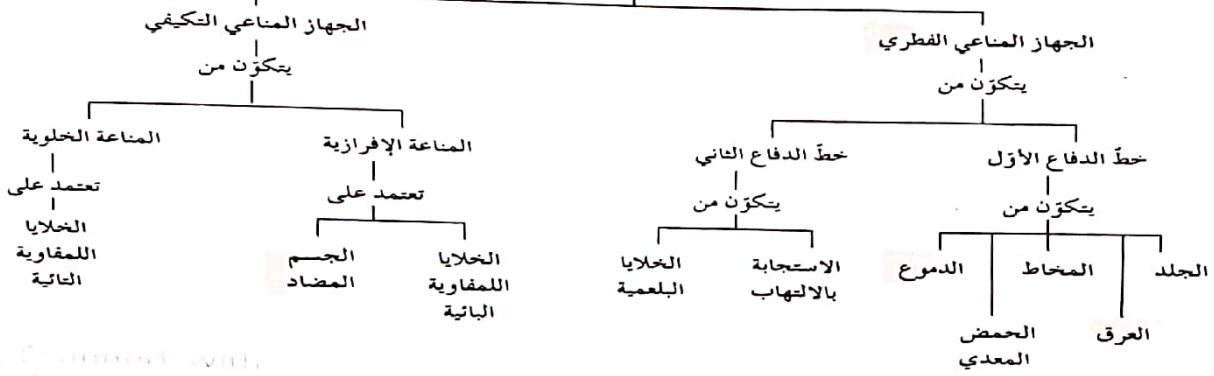 الجهاز المناعي الفطري
يتكوّن من
خطّ الدفاع الأوّل
يتكوّن من
الجلد
العرق
المخاط
الحمض
المعدي
الدموع
خطّ الدفاع الثاني
يتكوّن من
الاستجابة
بالالتهاب
الخلايا
البلعمية
الجهاز المناعي التكيفي
يتكوّن من
المناعة الإفرازية
تعتمد على
الخلايا
اللمفاوية
البائية
الجسم
المضاد
المناعة الخلوية
تعتمد على
الخلايا
اللمفاوية
التائية